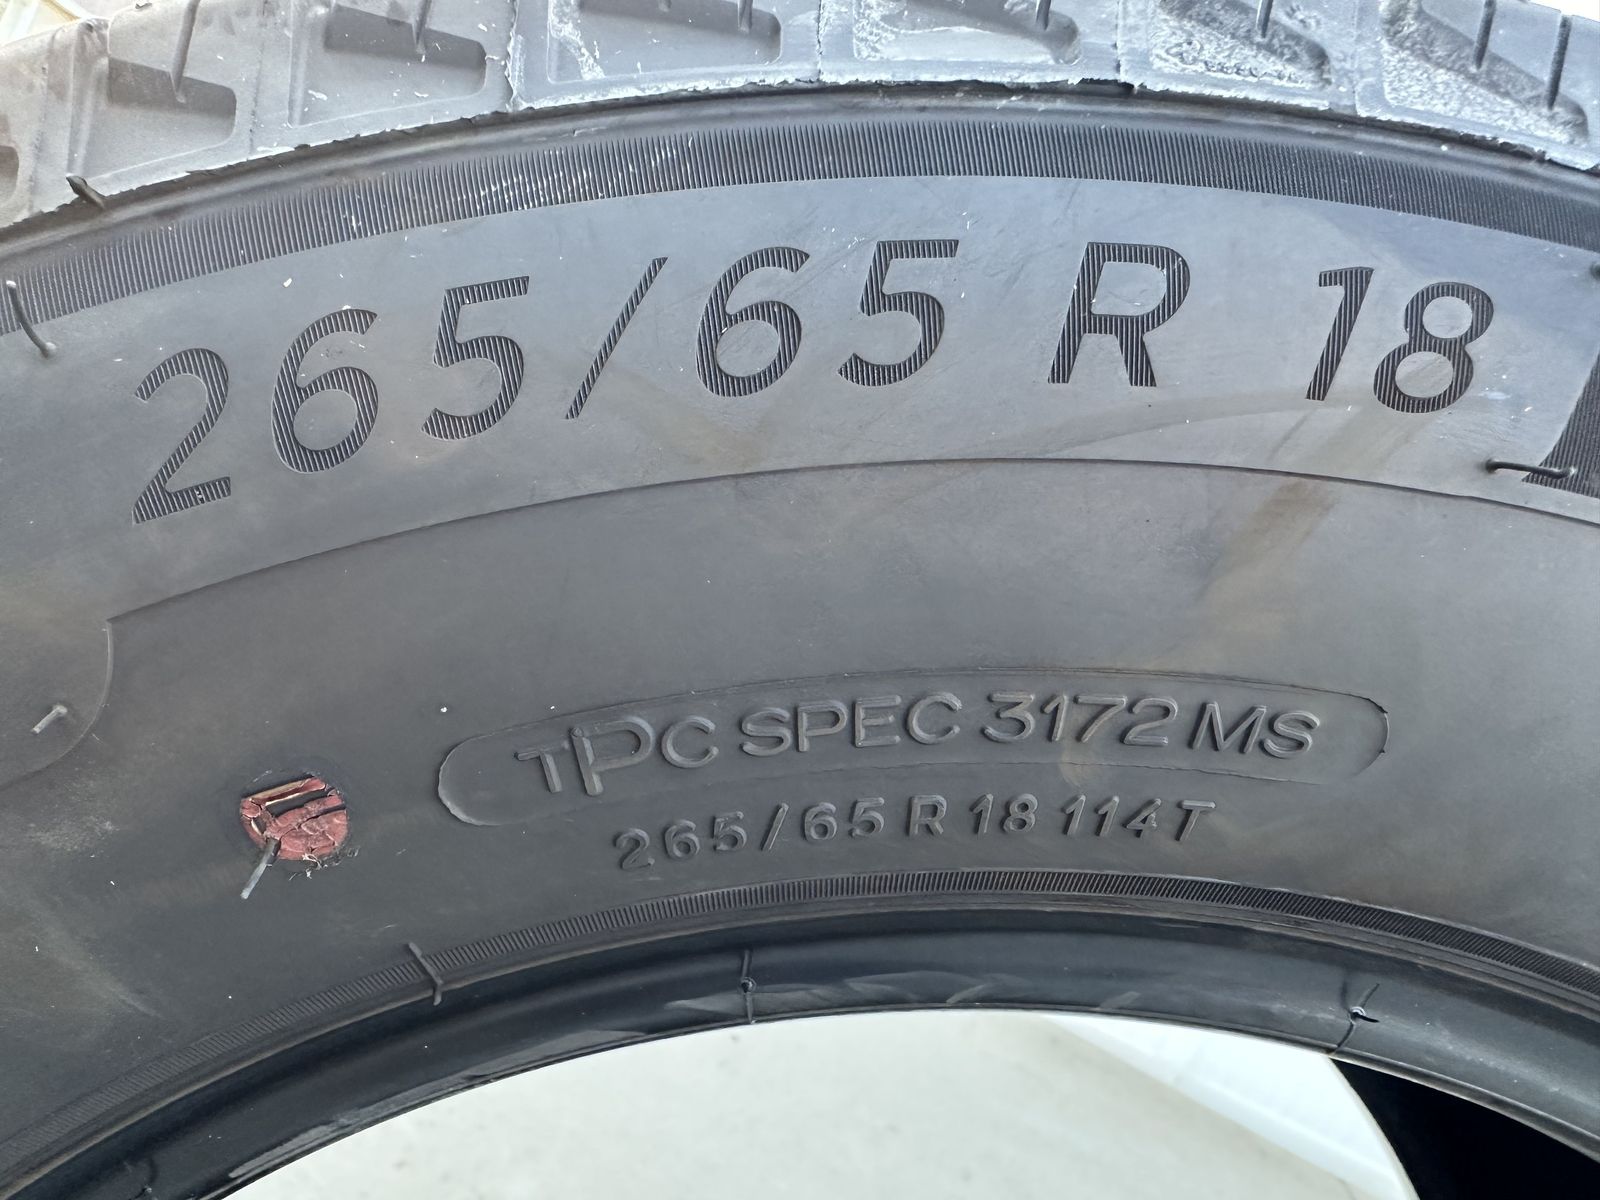 265/65 R 18
TPC SPEC 3172 MS
265/65 R 18 114T